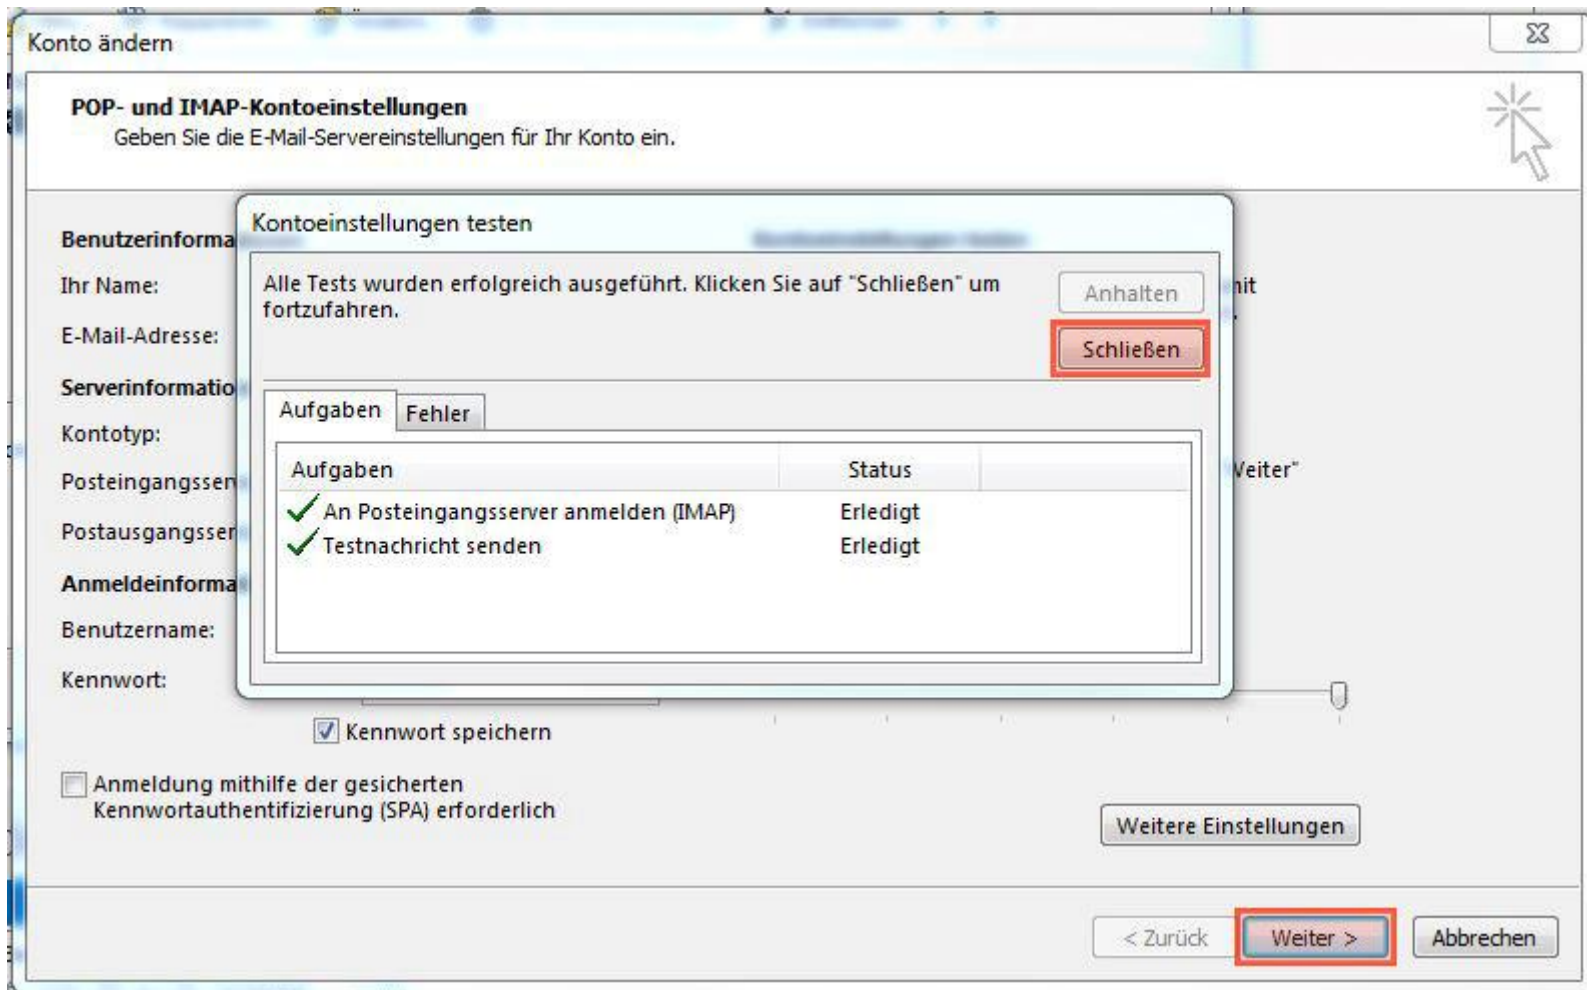 Konto ändern
POP- und IMAP-Kontoeinstellungen
Geben Sie die E-Mail-Servereinstellungen für Ihr Konto ein.
Kontoeinstellungen testen
Alle Tests wurden erfolgreich ausgeführt. Klicken Sie auf "Schließen" um
fortzufahren.
Anhalten
Schließen
Aufgaben
Fehler
Aufgaben Status
An Posteingangsserver anmelden (IMAP) Erledigt
Testnachricht senden Erledigt
Benutzerinforma
Ihr Name:
E-Mail-Adresse:
Serverinformatio
Kontotyp:
Posteingangsser
Postausgangsser
Anmeldeinforma
Benutzername:
Kennwort:
Weiter"
Kennwort speichern
Anmeldung mithilfe der gesicherten
Kennwortauthentifizierung (SPA) erforderlich
Weitere Einstellungen
< Zurück
Weiter >
Abbrechen